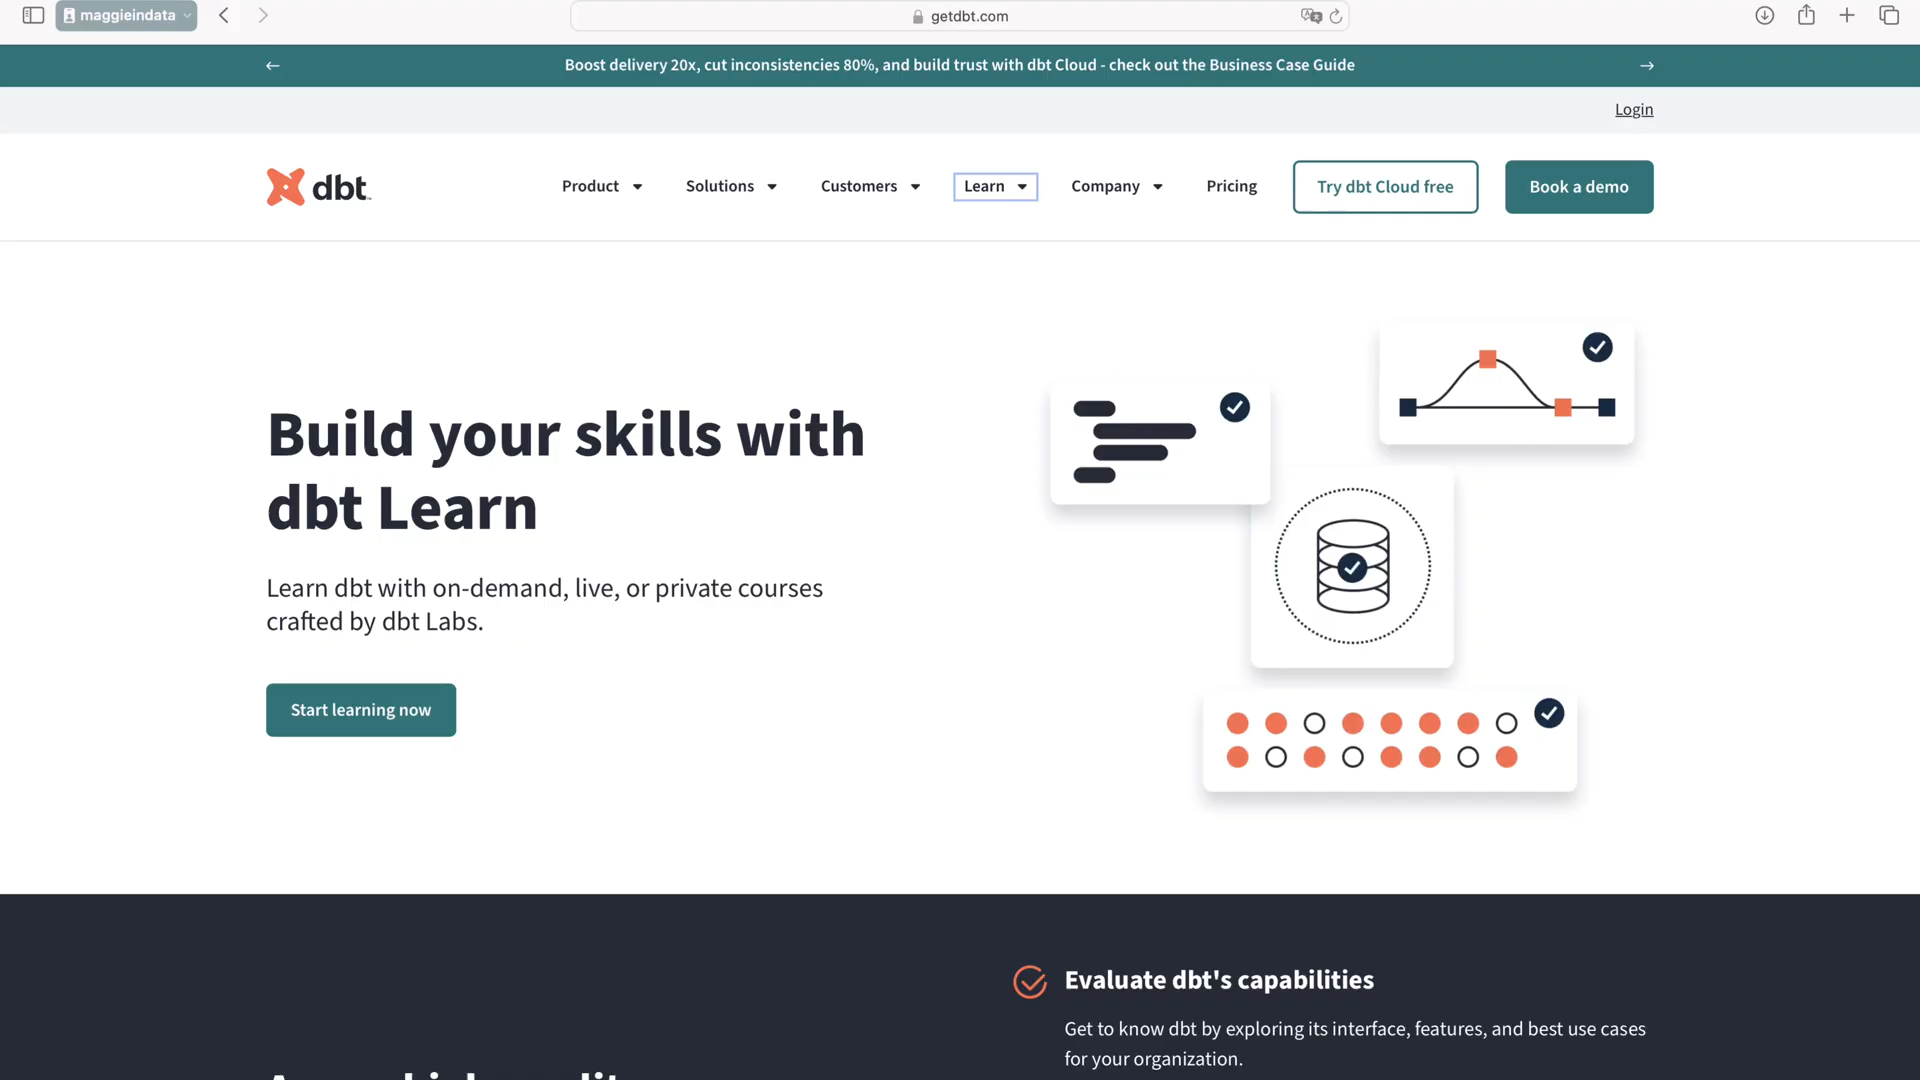 maggieindata
getdbt.com
Boost delivery 20x, cut inconsistencies 80%, and build trust with dbt Cloud - check out the Business Case Guide
Login
dbt
Product
Solutions
Customers
Learn
Company
Pricing
Try dbt Cloud free
Book a demo
Build your skills with
dbt Learn
Learn dbt with on-demand, live, or private courses
crafted by dbt Labs.
Start learning now
Evaluate dbt's capabilities
Get to know dbt by exploring its interface, features, and best use cases
for your organization.